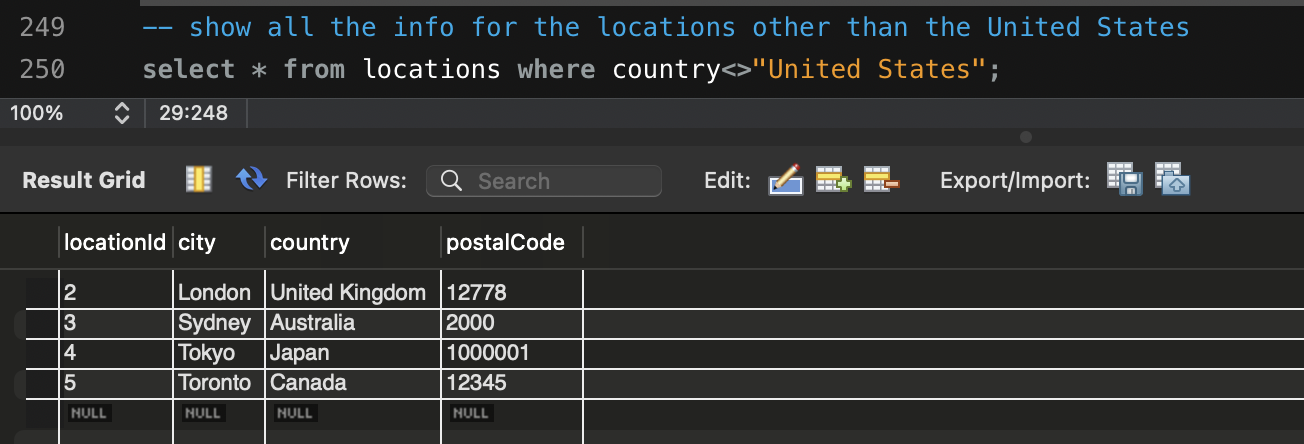 249 -- show all the info for the locations other than the United States
250 select * from locations where country<>"United States";
100% 29:248
Result Grid Filter Rows: Search Edit: Export/Import:
locationId city country postalCode
2 London United Kingdom 12778
3 Sydney Australia 2000
4 Tokyo Japan 1000001
5 Toronto Canada 12345
NULL NULL NULL NULL